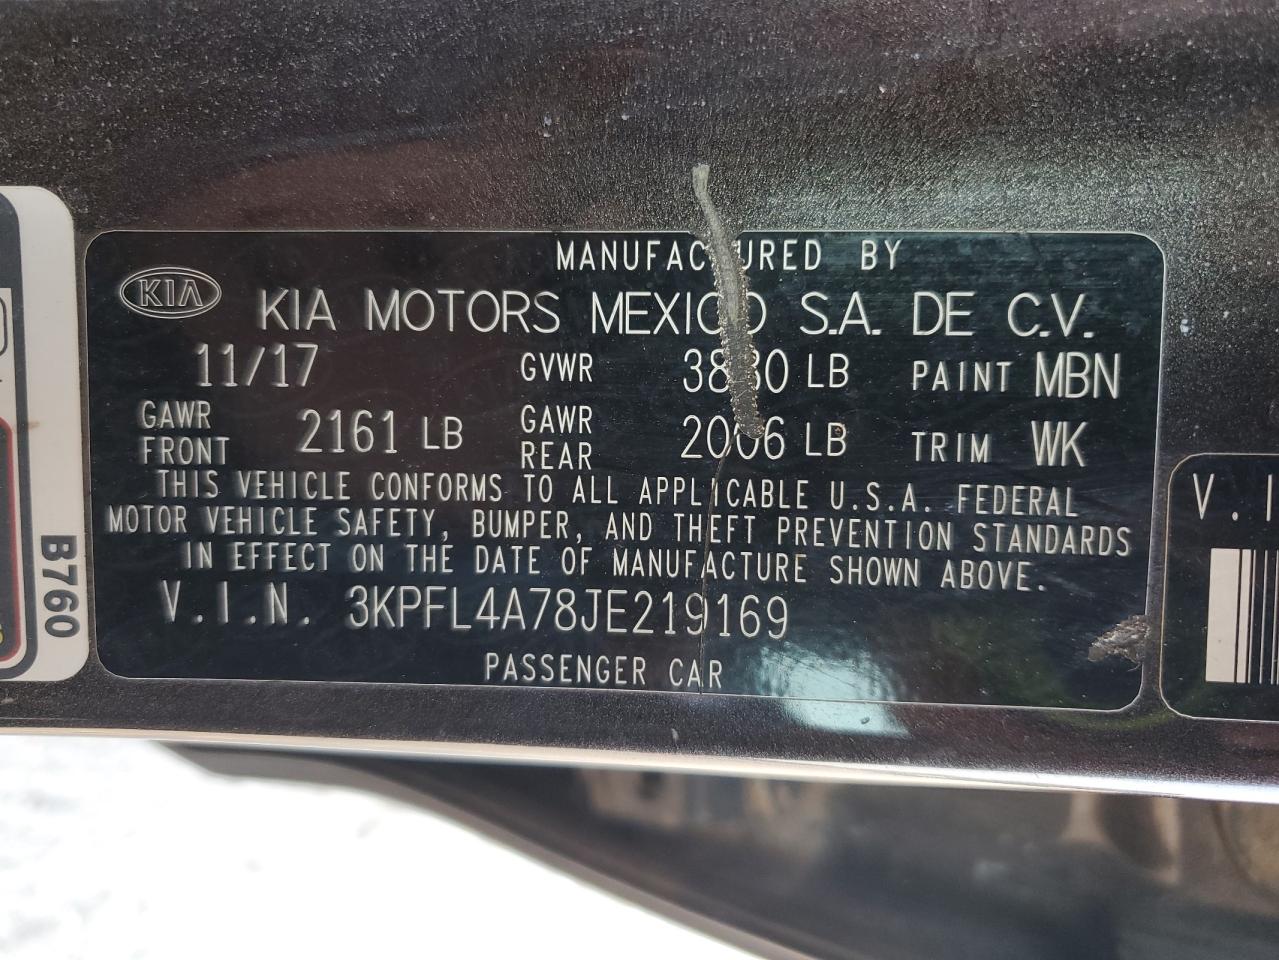 MANUFACTURED BY
KIA KIA MOTORS MEXICO S.A. DE C.V.
11/17 GVWR LB PAINT MBN
GAWR FRONT 2161 LB GAWR REAR 2006 LB TRIM WK
THIS VEHICLE CONFORMS TO ALL APPLICABLE U.S.A. FEDERAL
MOTOR VEHICLE SAFETY, BUMPER, AND THEFT PREVENTION STANDARDS
IN EFFECT ON THE DATE OF MANUFACTURE SHOWN ABOVE.
V.I.N. 3KPFL4A78JE219169
PASSENGER CAR
B760